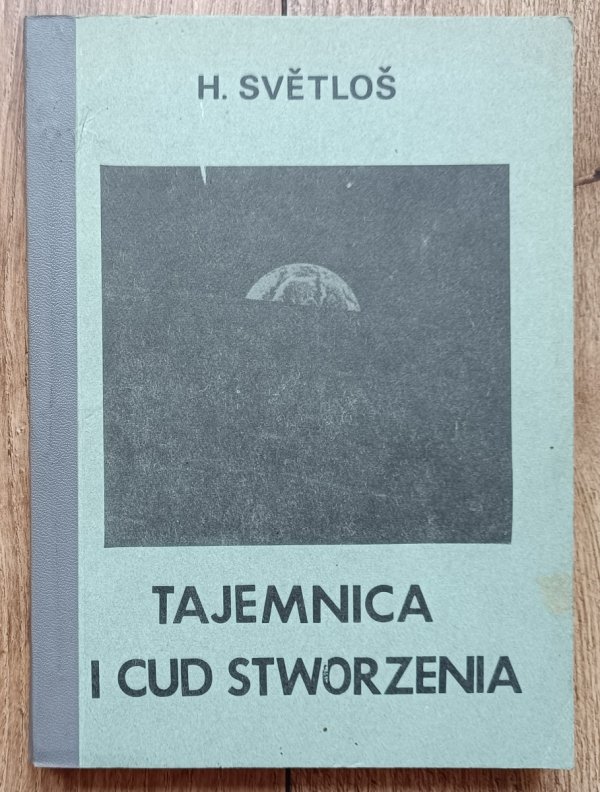 H. SVĚTLOŠ
TAJEMNICA
I CUD STWORZENIA